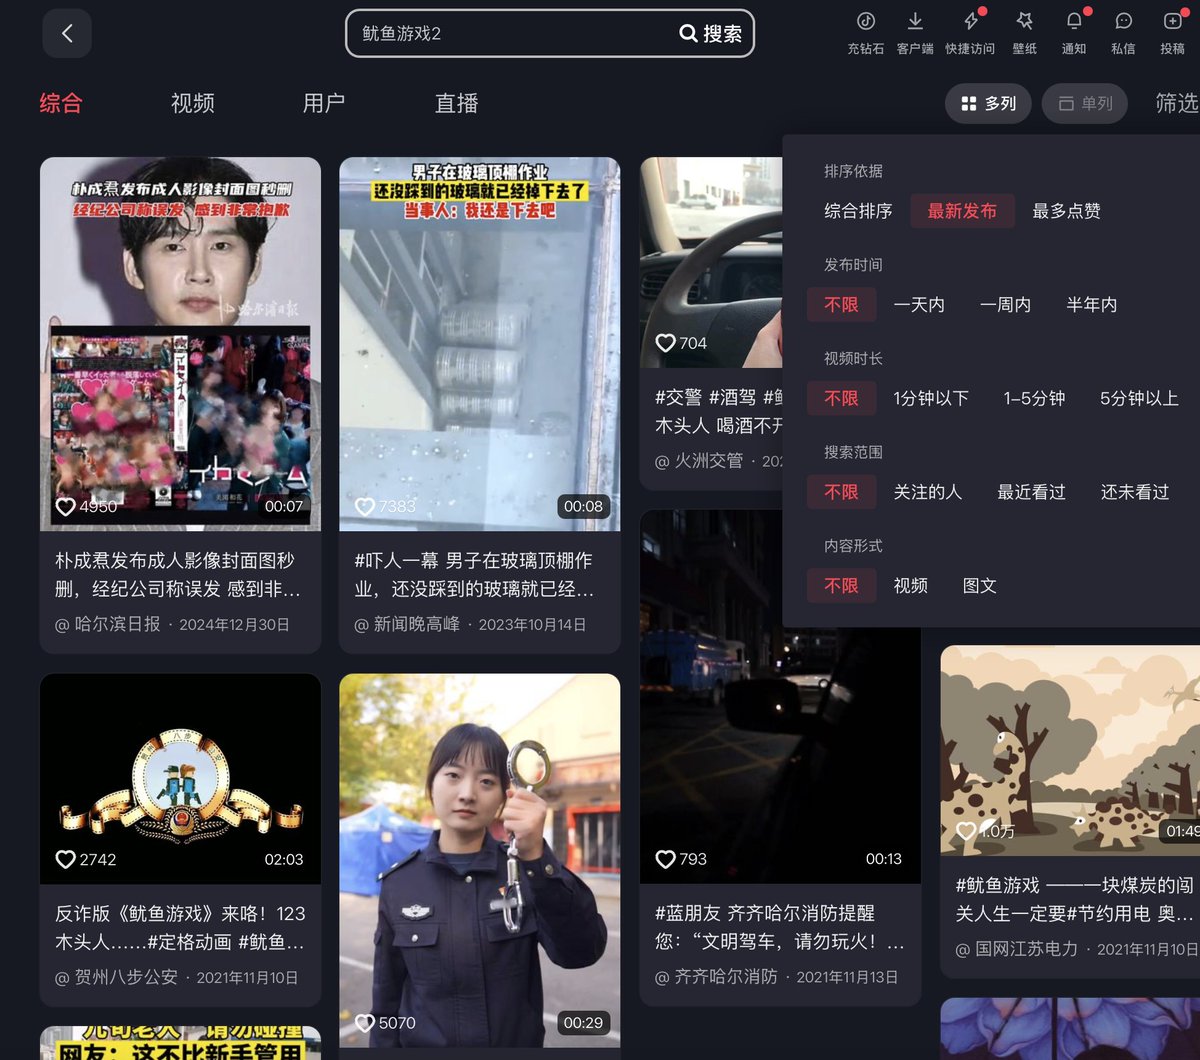 鱿鱼游戏2
搜索
充钻石
客户端
快捷访问
壁纸
通知
私信
投稿
综合
视频
用户
直播
多列
单列
筛选
排序依据
综合排序
最新发布
最多点赞
发布时间
不限
一天内
一周内
半年内
视频时长
不限
1分钟以下
1-5分钟
5分钟以上
搜索范围
不限
关注的人
最近看过
还未看过
内容形式
不限
视频
图文
朴成焄发布成人影像封面图秒删
经纪公司称误发 感到非常抱歉
哈尔滨日报
4950
00:07
朴成焄发布成人影像封面图秒
删，经纪公司称误发 感到非...
@ 哈尔滨日报 · 2024年12月30日
男子在玻璃顶棚作业
还没踩到的玻璃就已经掉下去了
当事人：我还是下去吧
7383
00:08
#吓人一幕 男子在玻璃顶棚作
业，还没踩到的玻璃就已经...
@ 新闻晚高峰 · 2023年10月14日
704
#交警 #酒驾
木头人 喝酒不开
@ 火洲交管 · 202
2742
02:03
反诈版《鱿鱼游戏》来咯！123
木头人……#定格动画 #鱿鱼...
@ 贺州八步公安 · 2021年11月10日
5070
00:29
793
00:13
#蓝朋友 齐齐哈尔消防提醒
您：“文明驾车，请勿玩火！...
@ 齐齐哈尔消防 · 2021年11月13日
1.0万
01:49
#鱿鱼游戏 ———块煤炭的闯
关人生一定要#节约用电 奥...
@ 国网江苏电力 · 2021年11月10日
九旬老人 请勿碰撞
网友：这不比新手管用